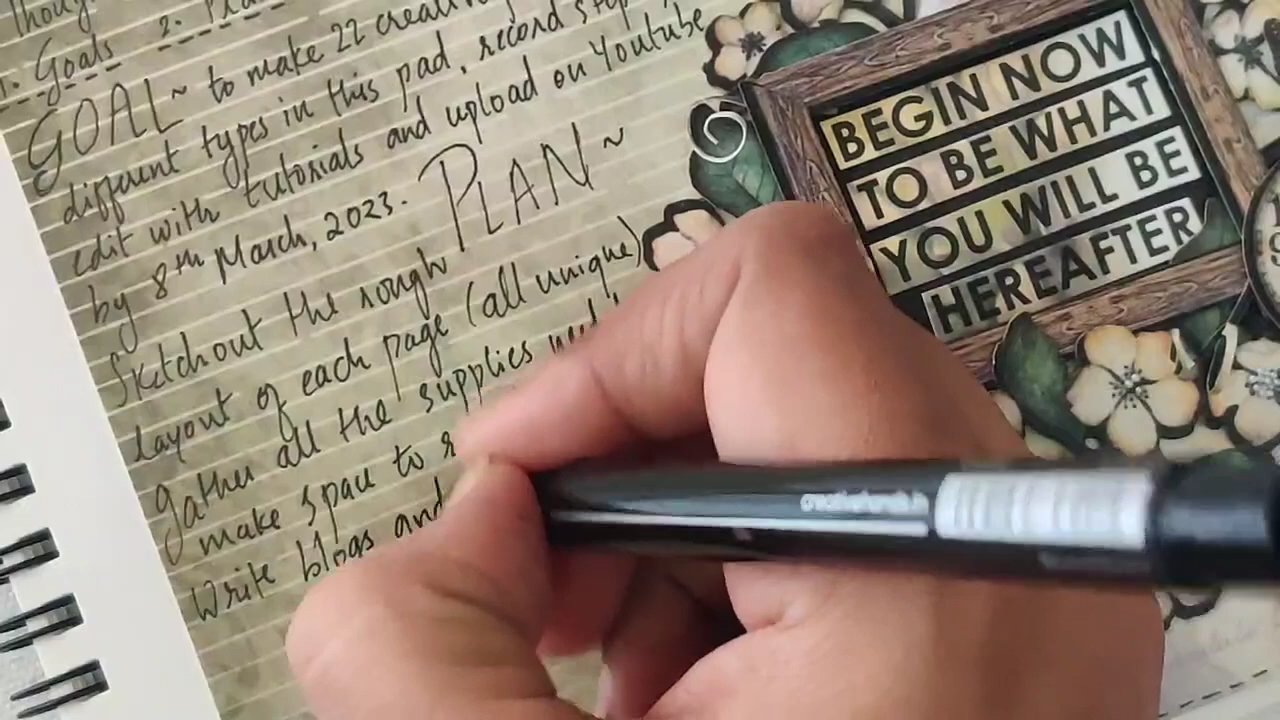 1. Goals 2.
GOAL ~ to make 22
different types in this pad, record
edit with tutorials and upload on Youtube
by 8th March, 2023.
PLAN ~
Sketchout the rough
layout of each page (all unique)
gather all the supplies
make space to
Write blogs and
BEGIN NOW
TO BE WHAT
YOU WILL BE
HEREAFTER